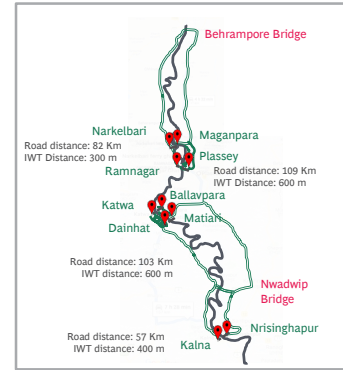 Behrampore Bridge
Narkelbari
Maganpara
Road distance: 82 Km
IWT Distance: 300 m
Ramnagar
Plassey
Road distance: 109 Km
IWT distance: 600 m
Ballavpara
Katwa
Matiari
Dainhat
Road distance: 103 Km
IWT distance: 600 m
Nwadwip
Bridge
Nrisinghapur
Road distance: 57 Km
IWT distance: 400 m
Kalna